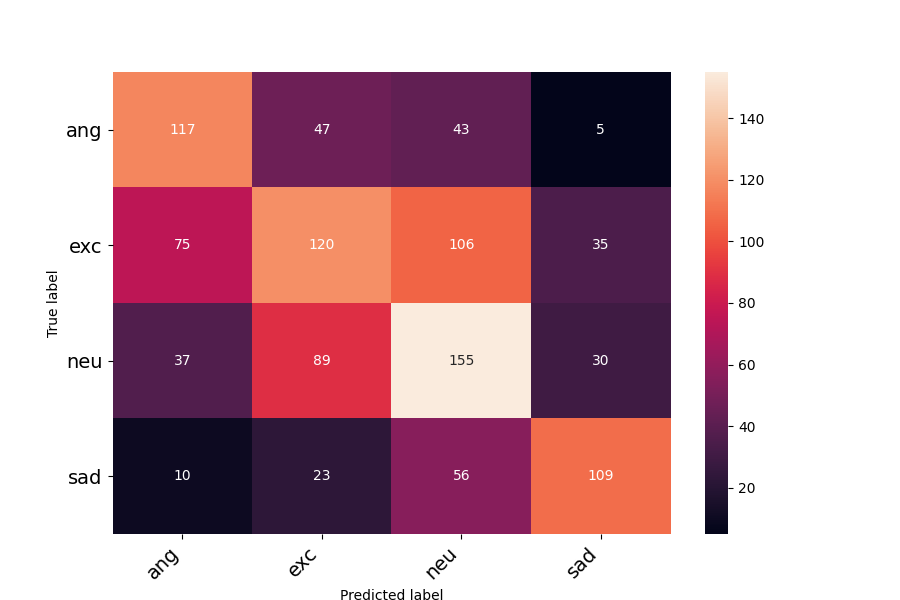 ang 117 47 43 5
exc 75 120 106 35
neu 37 89 155 30
sad 10 23 56 109
ang exc neu sad
Predicted label
True label
140
120
100
80
60
40
20